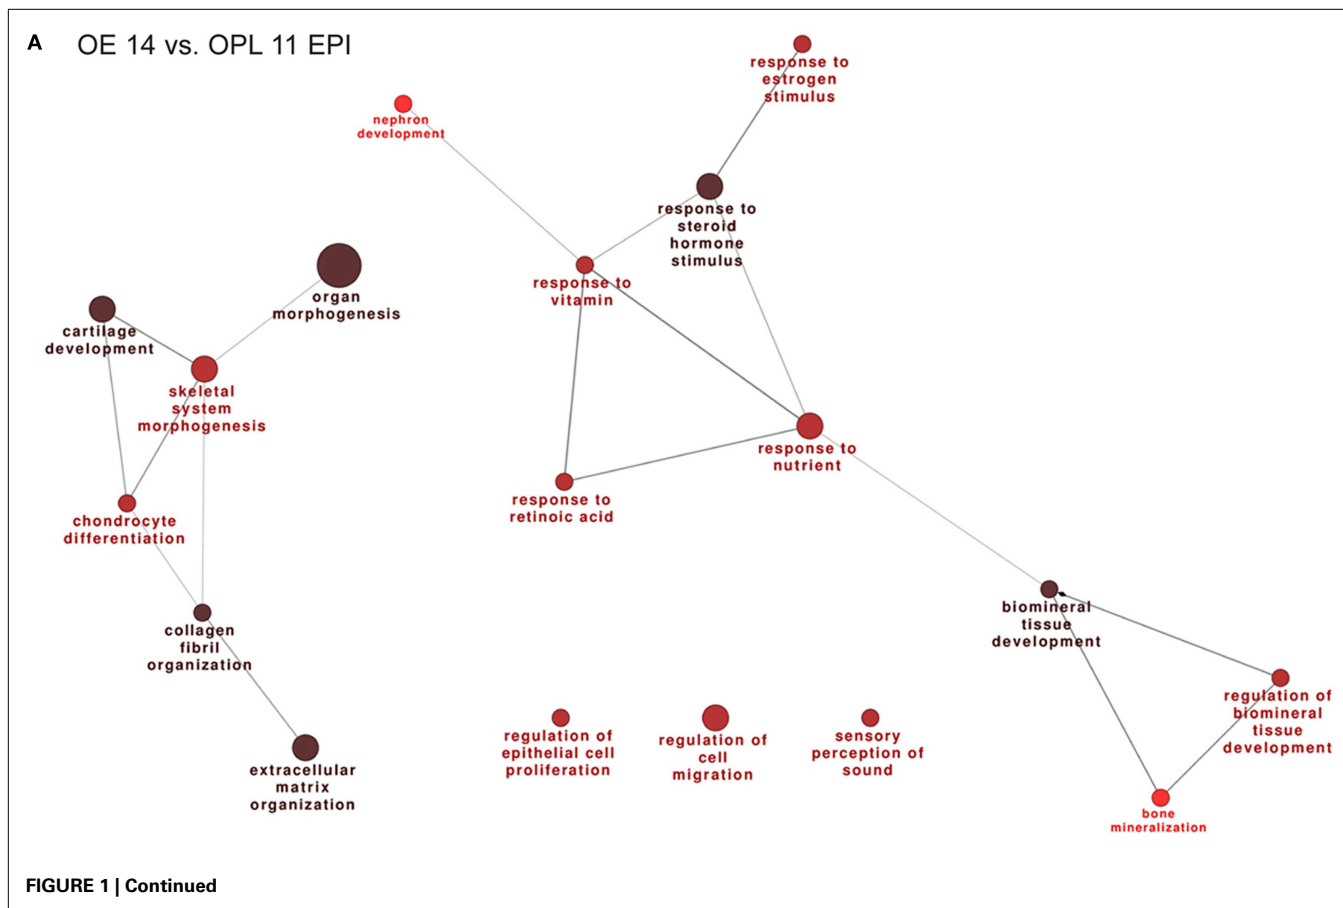 A OE 14 vs. OPL 11 EPI
response to
estrogen
stimulus
nephron
development
response to
steroid
hormone
stimulus
response to
vitamin
organ
morphogenesis
cartilage
development
skeletal
system
morphogenesis
response to
nutrient
response to
retinoic acid
chondrocyte
differentiation
biomineral
tissue
development
collagen
fibril
organization
regulation of
biomineral
tissue
development
regulation of
epithelial cell
proliferation
regulation of
cell
migration
sensory
perception of
sound
extracellular
matrix
organization
bone
mineralization
FIGURE 1 | Continued